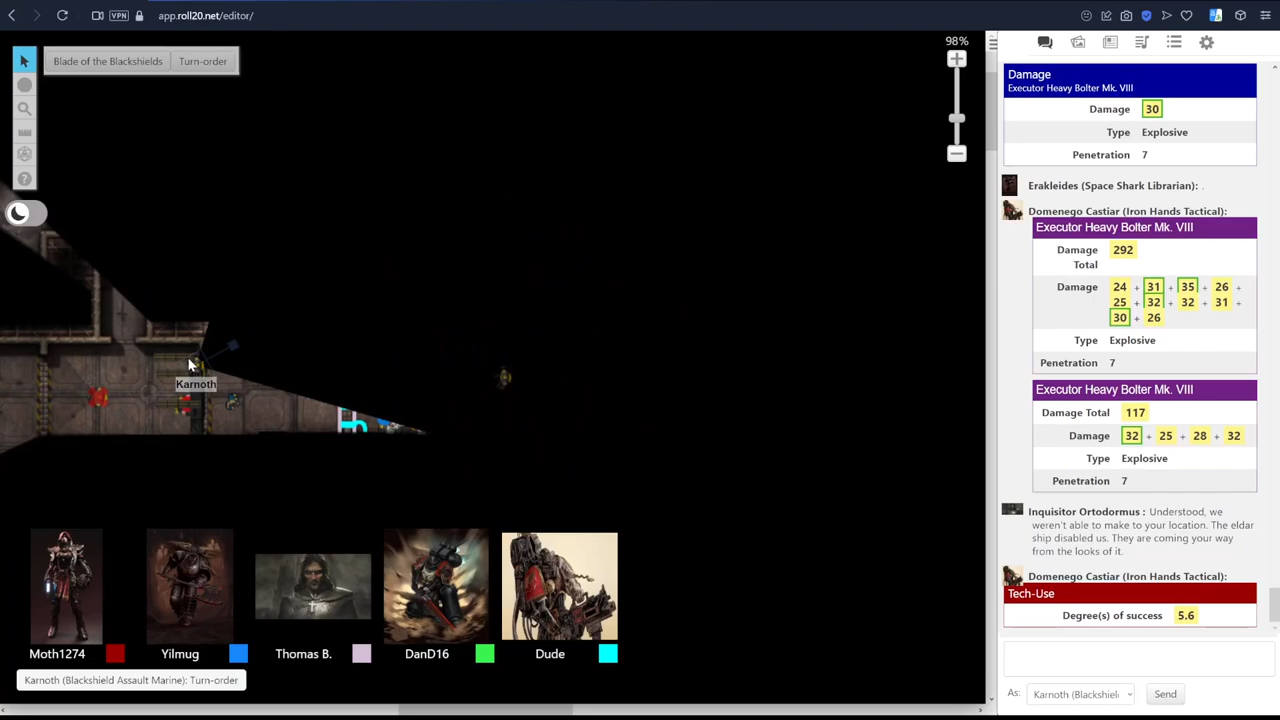 VPN
app.roll20.net/editor/
Blade of the Blackshields
Turn-order
98%
Karnoth
Moth1274
Yilmug
Thomas B.
DanD16
Dude
Karnoth (Blackshield Assault Marine): Turn-order
Damage
Executor Heavy Bolter Mk. VIII
Damage 30
Type Explosive
Penetration 7
Erakleides (Space Shark Librarian): .
Domenego Castiar (Iron Hands Tactical):
Executor Heavy Bolter Mk. VIII
Damage Total 292
Damage 24 + 31 + 35 + 26 +
25 + 32 + 32 + 31 +
30 + 26
Type Explosive
Penetration 7
Executor Heavy Bolter Mk. VIII
Damage Total 117
Damage 32 + 25 + 28 + 32
Type Explosive
Penetration 7
Inquisitor Ortodormus : Understood, we
weren't able to make to your location. The eldar
ship disabled us. They are coming your way
from the looks of it.
Domenego Castiar (Iron Hands Tactical):
Tech-Use
Degree(s) of success 5.6
As: Karnoth (Blackshiel
Send